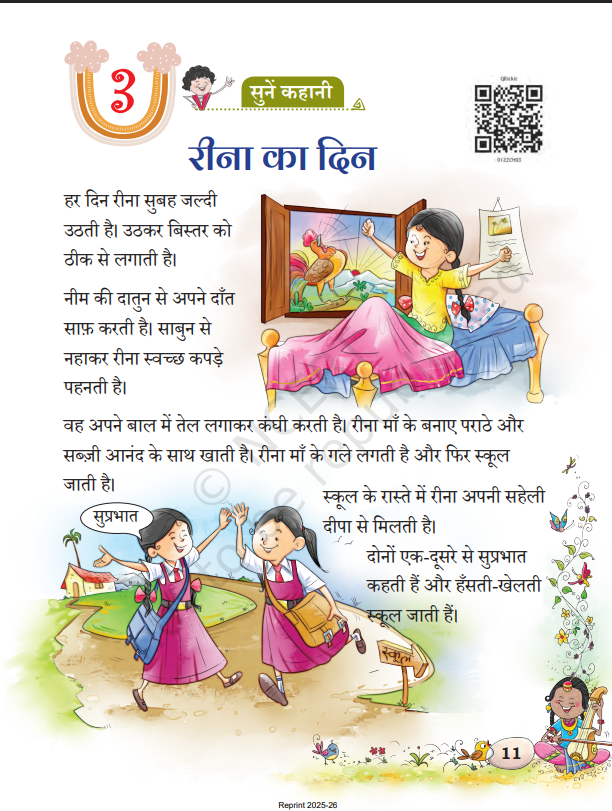 3
सुनें कहानी
QRickit
0122CH03
रीना का दिन
हर दिन रीना सुबह जल्दी
उठती है। उठकर बिस्तर को
ठीक से लगाती है।
नीम की दातुन से अपने दाँत
साफ़ करती है। साबुन से
नहाकर रीना स्वच्छ कपड़े
पहनती है।
वह अपने बाल में तेल लगाकर कंघी करती है। रीना माँ के बनाए पराठे और
सब्ज़ी आनंद के साथ खाती है। रीना माँ के गले लगती है और फिर स्कूल
जाती है।
स्कूल के रास्ते में रीना अपनी सहेली
दीपा से मिलती है।
दोनों एक-दूसरे से सुप्रभात
कहती हैं और हँसती-खेलती
स्कूल जाती हैं।
सुप्रभात
स्कूल
11
Reprint 2025-26